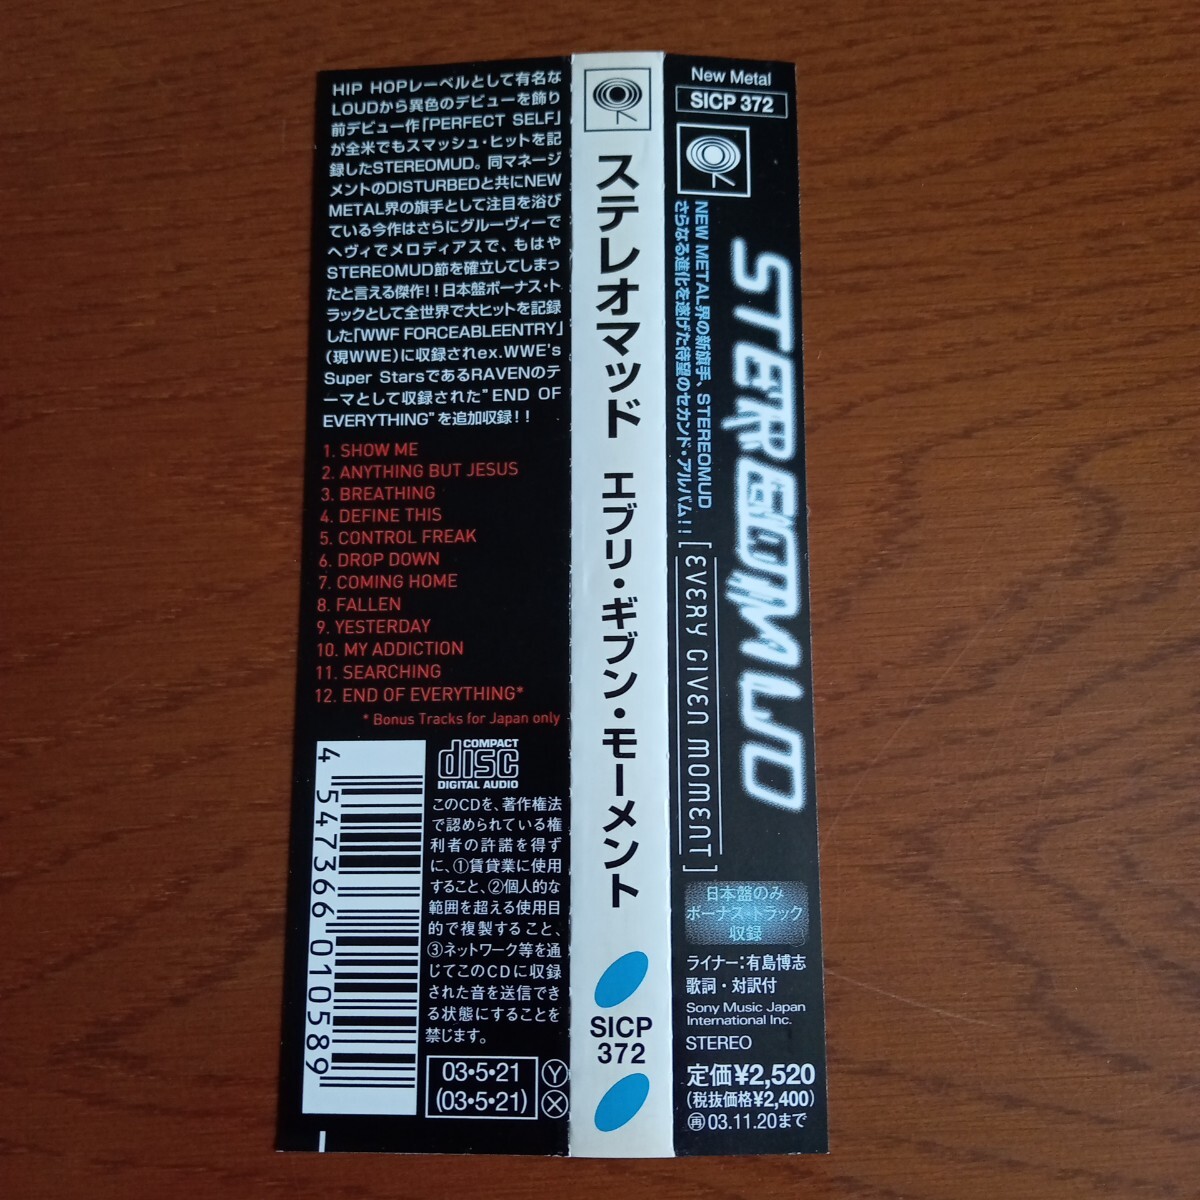 HIP HOPレーベルとして有名な
LOUDから異色のデビューを飾り
前デビュー作「PERFECT SELF」
が全米でもスマッシュ・ヒットを記
録したSTEREOMUD。同マネージ
メントのDISTURBEDと共にNEW
METAL界の旗手として注目を浴び
ている今作はさらにグルーヴィーで
ヘヴィでメロディアスで、もはや
STEREOMUD節を確立してしまっ
たと言える傑作!!日本盤ボーナス・ト
ラックとして全世界で大ヒットを記録
した「WWF FORCEABLEENTRY」
(現WWE)に収録されex.WWE's
Super StarsであるRAVENのテ
ーマとして収録された"END OF
EVERYTHING"を追加収録!!
1. SHOW ME
2. ANYTHING BUT JESUS
3. BREATHING
4. DEFINE THIS
5. CONTROL FREAK
6. DROP DOWN
7. COMING HOME
8. FALLEN
9. YESTERDAY
10. MY ADDICTION
11. SEARCHING
12. END OF EVERYTHING*
* Bonus Tracks for Japan only
4 547366 010589
COMPACT
disc
DIGITAL AUDIO
このCDを、著作権法
で認められている権
利者の許諾を得ず
に、①賃貸業に使用
すること、②個人的な
範囲を超える使用目
的で複製すること、
③ネットワーク等を通
じてこのCDに収録
された音を送信でき
る状態にすることを
禁じます。
03•5•21 Ⓨ
(03•5•21) Ⓧ
ステレオマッド エブリ・ギブン・モーメント
SICP
372
New Metal
SICP 372
STEREOMUD
NEW METAL界の新旗手、STEREOMUD
さらなる進化を遂げた待望のセカンド・アルバム!!
[EVERY GIVEN MOMENT]
日本盤のみ
ボーナス・トラック
収録
ライナー:有島博志
歌詞・対訳付
Sony Music Japan
International Inc.
STEREO
定価¥2,520
(税抜価格¥2,400)
㊢03.11.20まで